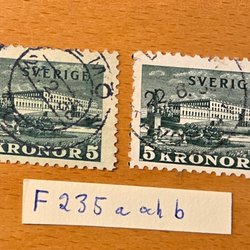 SVERIGE
SVERIGE
KRONOR 5
5 KRONOR
F 235 a och b